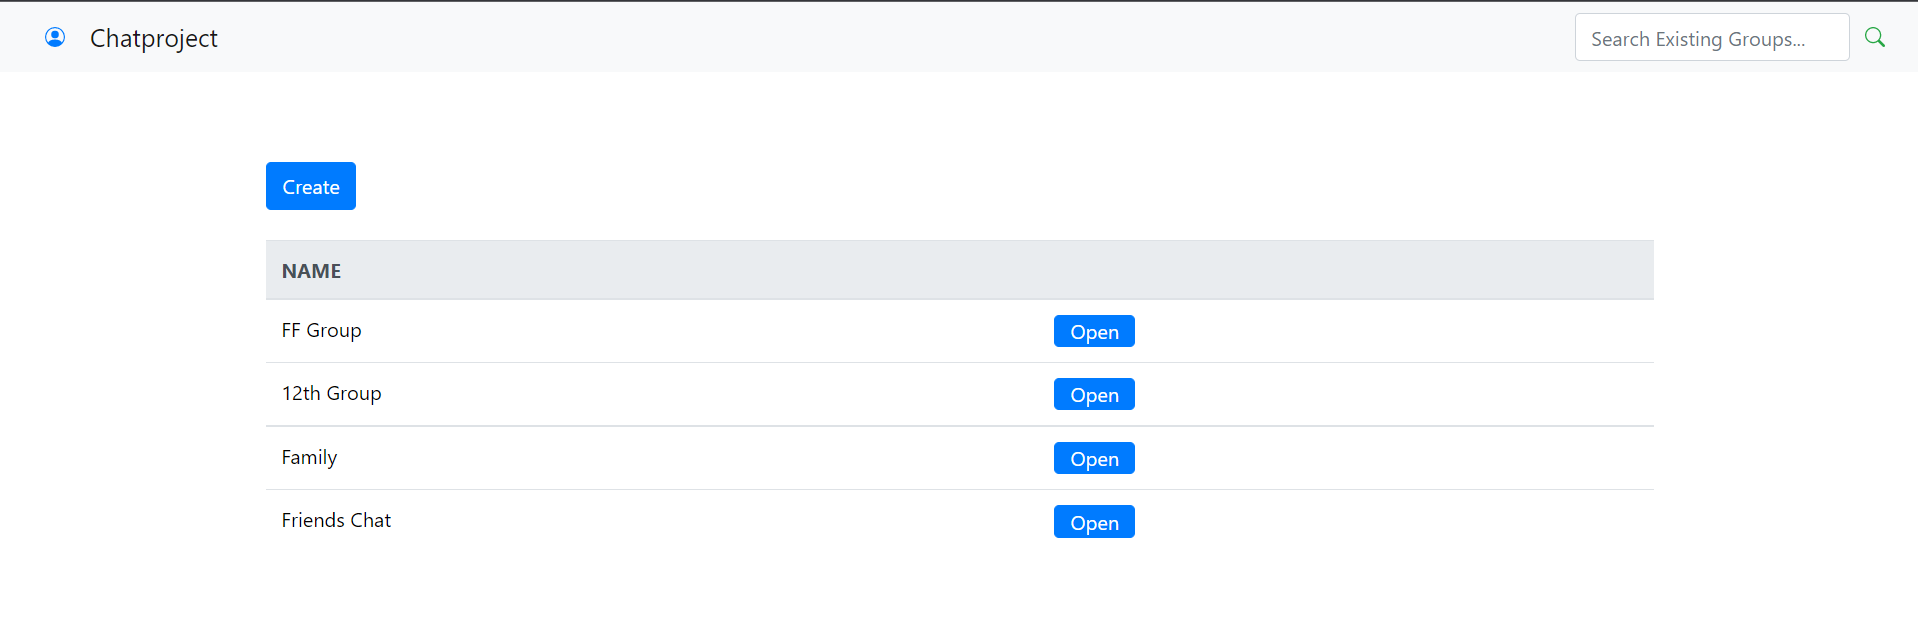 Chatproject
Search Existing Groups...
Create
NAME
FF Group Open
12th Group Open
Family Open
Friends Chat Open